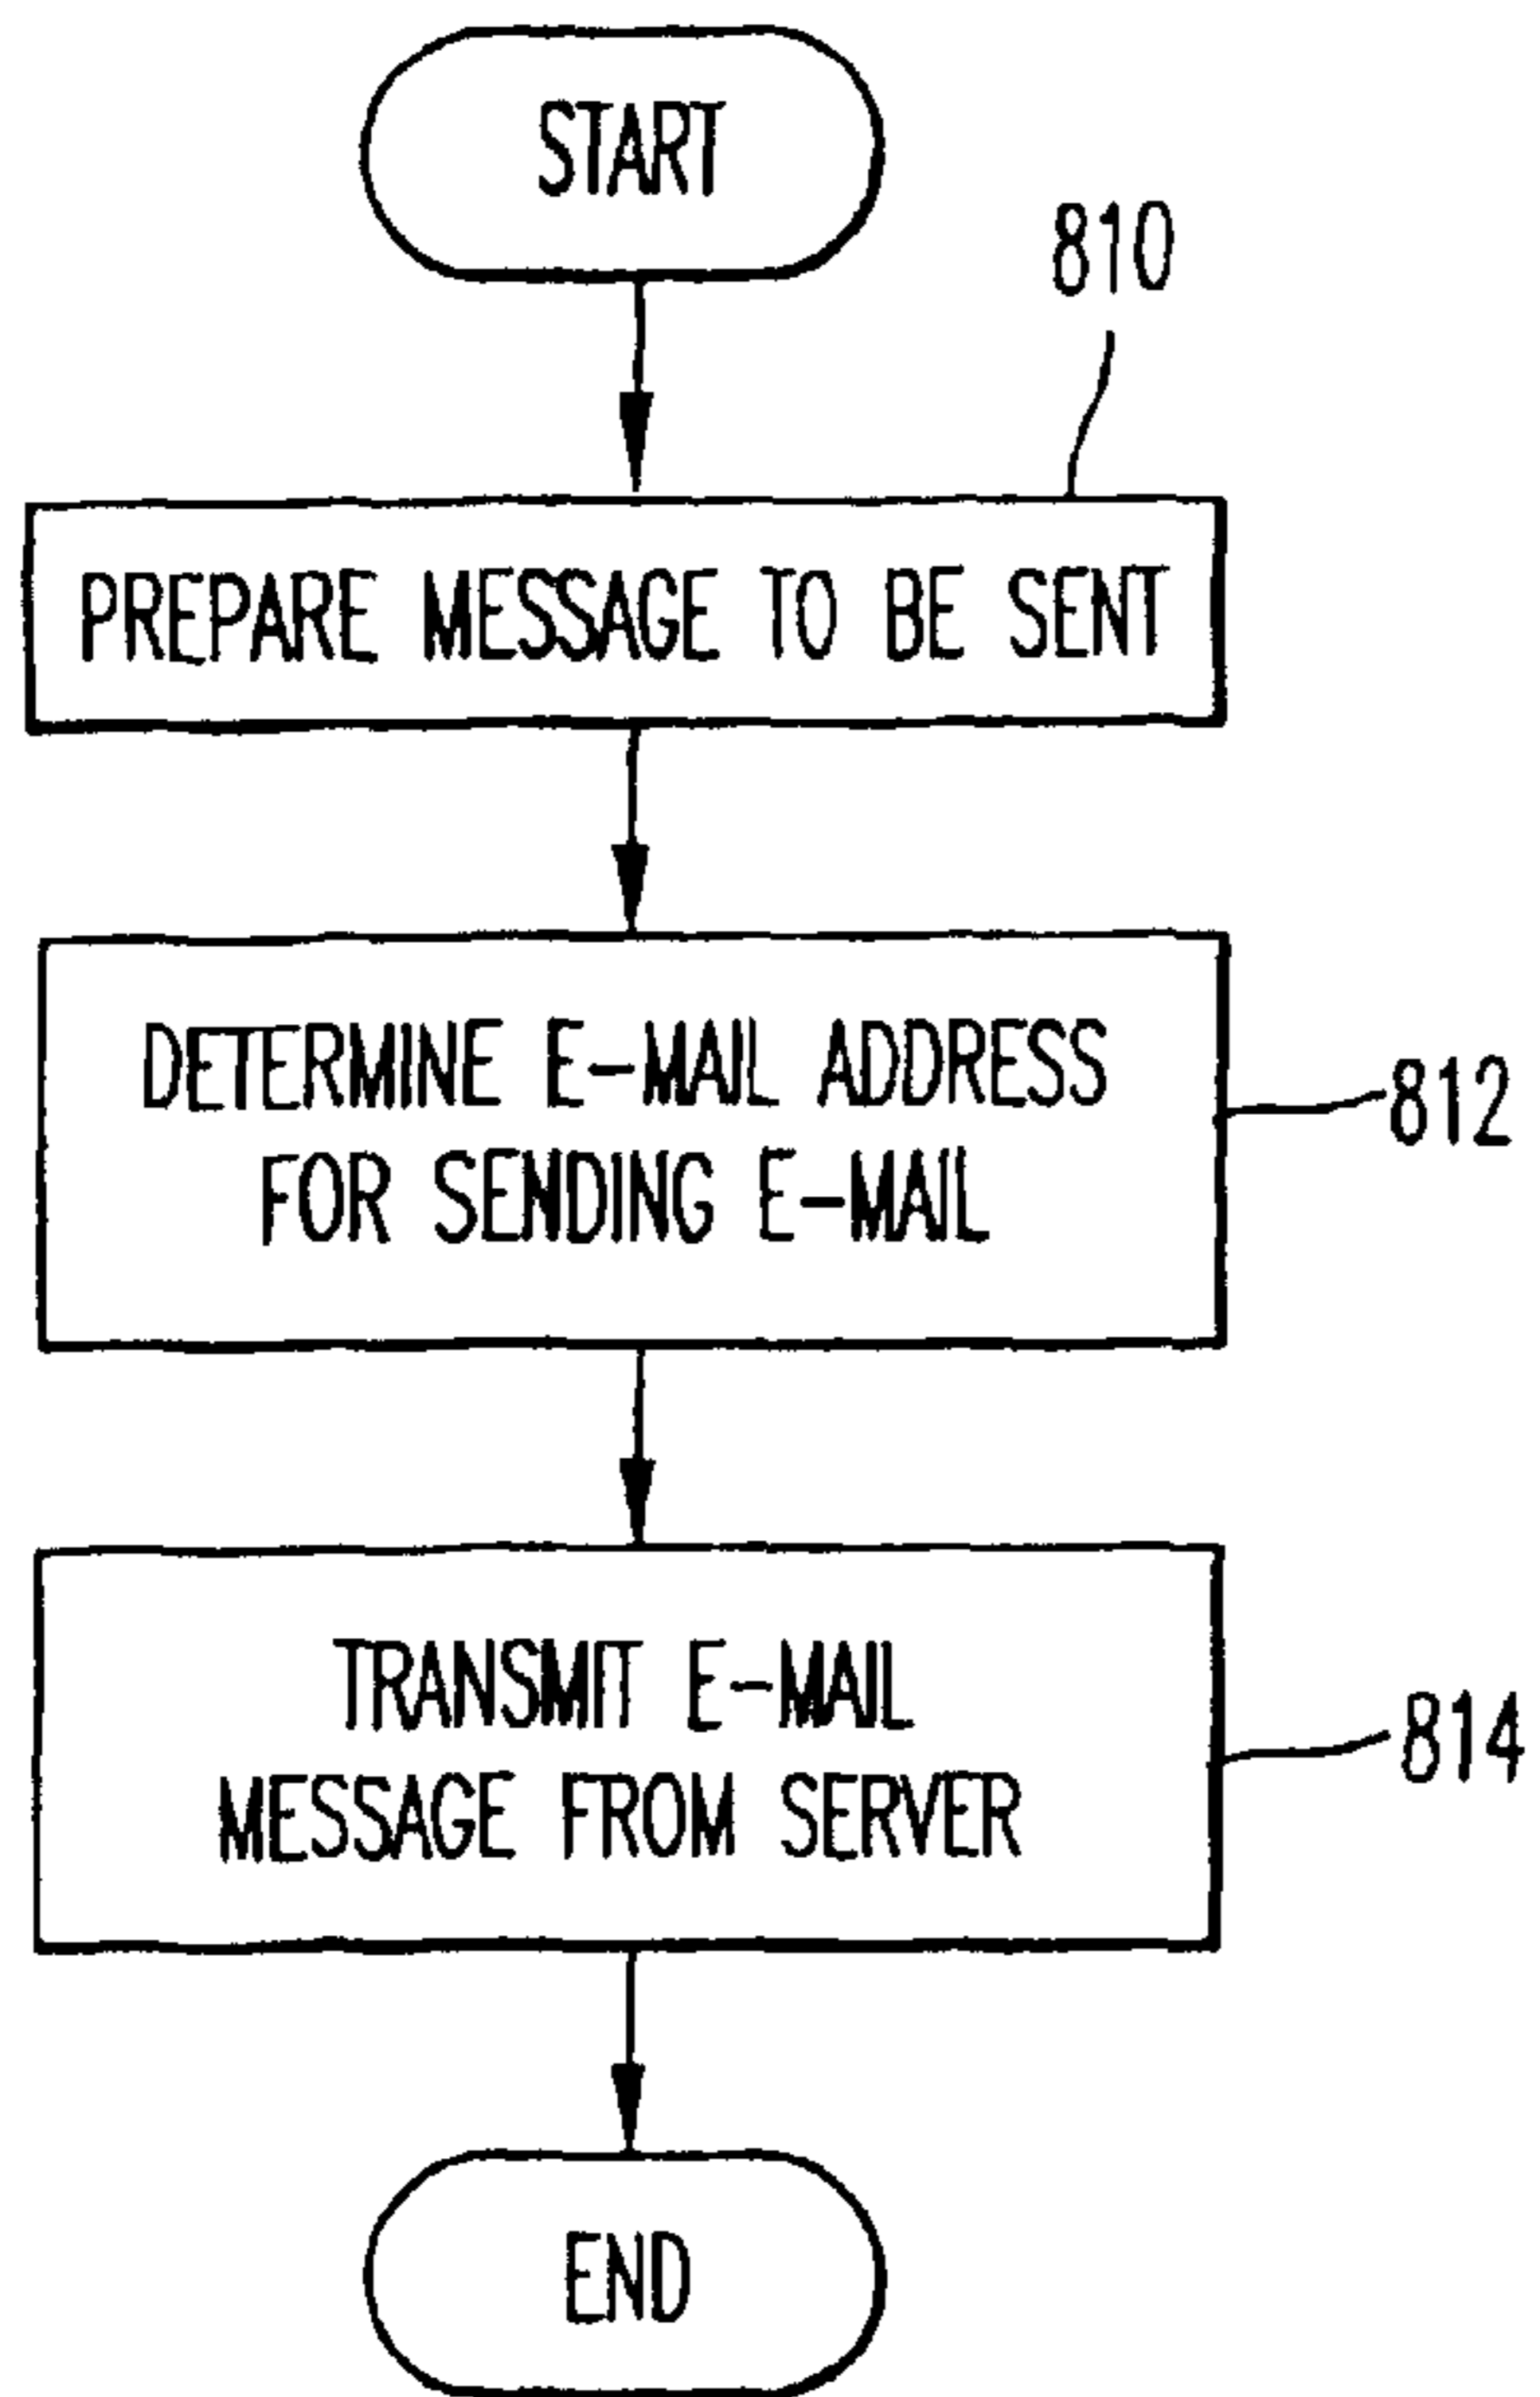 START
810
PREPARE MESSAGE TO BE SENT
DETERMINE E-MAIL ADDRESS
FOR SENDING E-MAIL
812
TRANSMIT E-MAIL
MESSAGE FROM SERVER
814
END